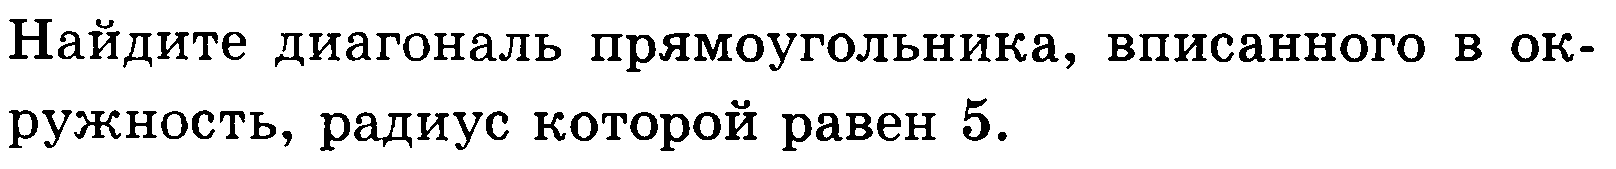 Найдите диагональ прямоугольника, вписанного в ок-
ружность, радиус которой равен 5.